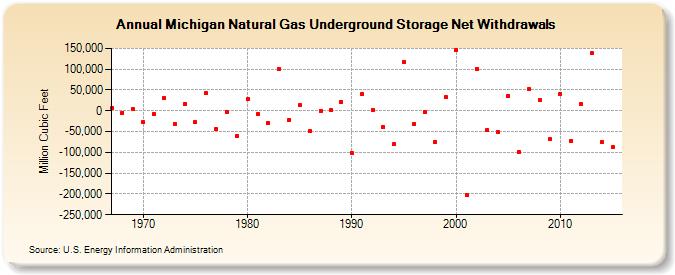 Annual Michigan Natural Gas Underground Storage Net Withdrawals
Million Cubic Feet
150,000
100,000
50,000
0
-50,000
-100,000
-150,000
-200,000
-250,000
1970 1980 1990 2000 2010
Source: U.S. Energy Information Administration